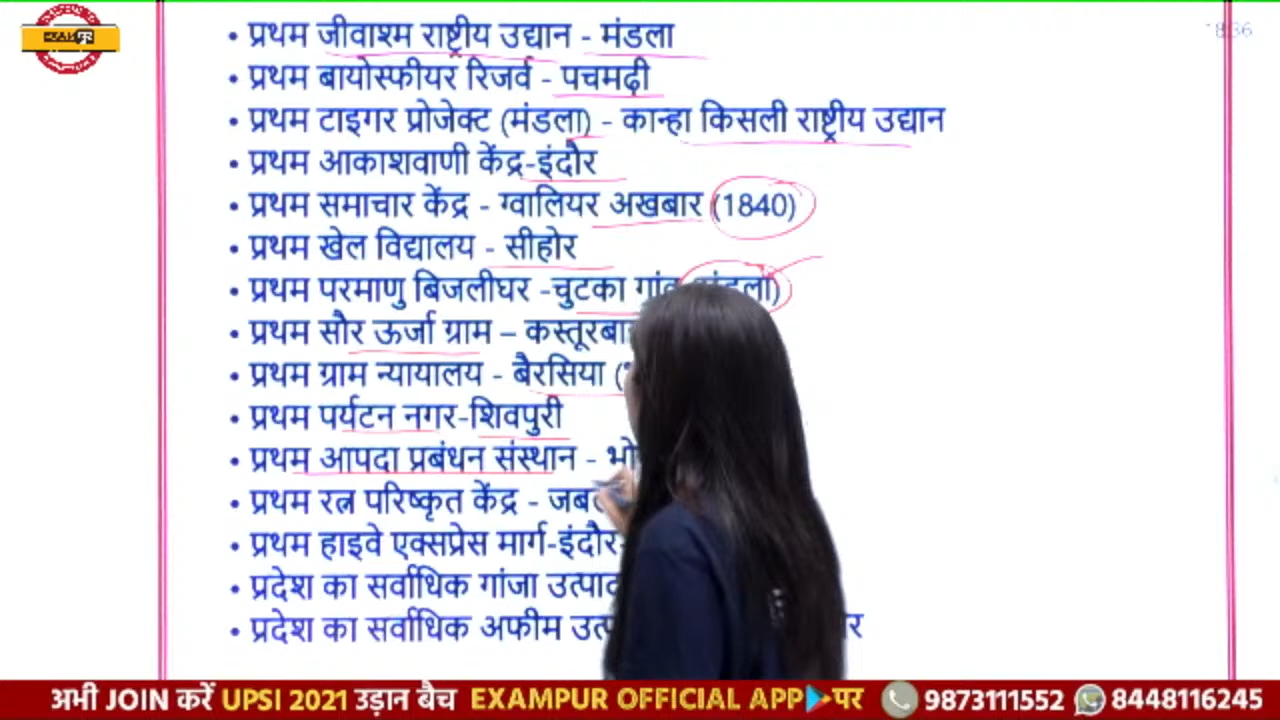 EXAMपुर
18:36
• प्रथम जीवाश्म राष्ट्रीय उद्यान - मंडला
• प्रथम बायोस्फीयर रिजर्व - पचमढ़ी
• प्रथम टाइगर प्रोजेक्ट (मंडला) - कान्हा किसली राष्ट्रीय उद्यान
• प्रथम आकाशवाणी केंद्र-इंदौर
• प्रथम समाचार केंद्र - ग्वालियर अखबार (1840)
• प्रथम खेल विद्यालय - सीहोर
• प्रथम परमाणु बिजलीघर -चुटका
• प्रथम सौर ऊर्जा ग्राम –
• प्रथम ग्राम न्यायालय - बैरसिया
• प्रथम पर्यटन नगर-शिवपुरी
• प्रथम आपदा प्रबंधन संस्थान -
• प्रथम रत्न परिष्कृत केंद्र -
• प्रथम हाइवे एक्सप्रेस मार्ग-इंदौर-
• प्रदेश का सर्वाधिक गांजा
• प्रदेश का सर्वाधिक अफीम
अभी JOIN करें UPSI 2021 उड़ान बैच EXAMPUR OFFICIAL APP पर 9873111552 8448116245